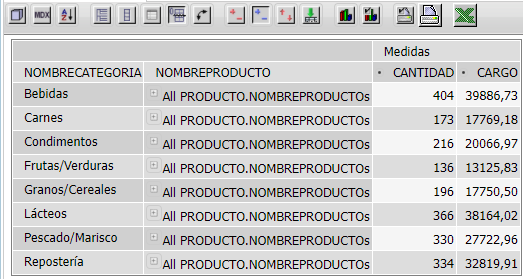 MDX
Medidas
NOMBRECATEGORIA NOMBREPRODUCTO • CANTIDAD • CARGO
Bebidas All PRODUCTO.NOMBREPRODUCTOs 404 39886,73
Carnes All PRODUCTO.NOMBREPRODUCTOs 173 17769,18
Condimentos All PRODUCTO.NOMBREPRODUCTOs 216 20066,97
Frutas/Verduras All PRODUCTO.NOMBREPRODUCTOs 136 13125,83
Granos/Cereales All PRODUCTO.NOMBREPRODUCTOs 196 17750,50
Lácteos All PRODUCTO.NOMBREPRODUCTOs 366 38164,02
Pescado/Marisco All PRODUCTO.NOMBREPRODUCTOs 330 27722,96
Repostería All PRODUCTO.NOMBREPRODUCTOs 334 32819,91